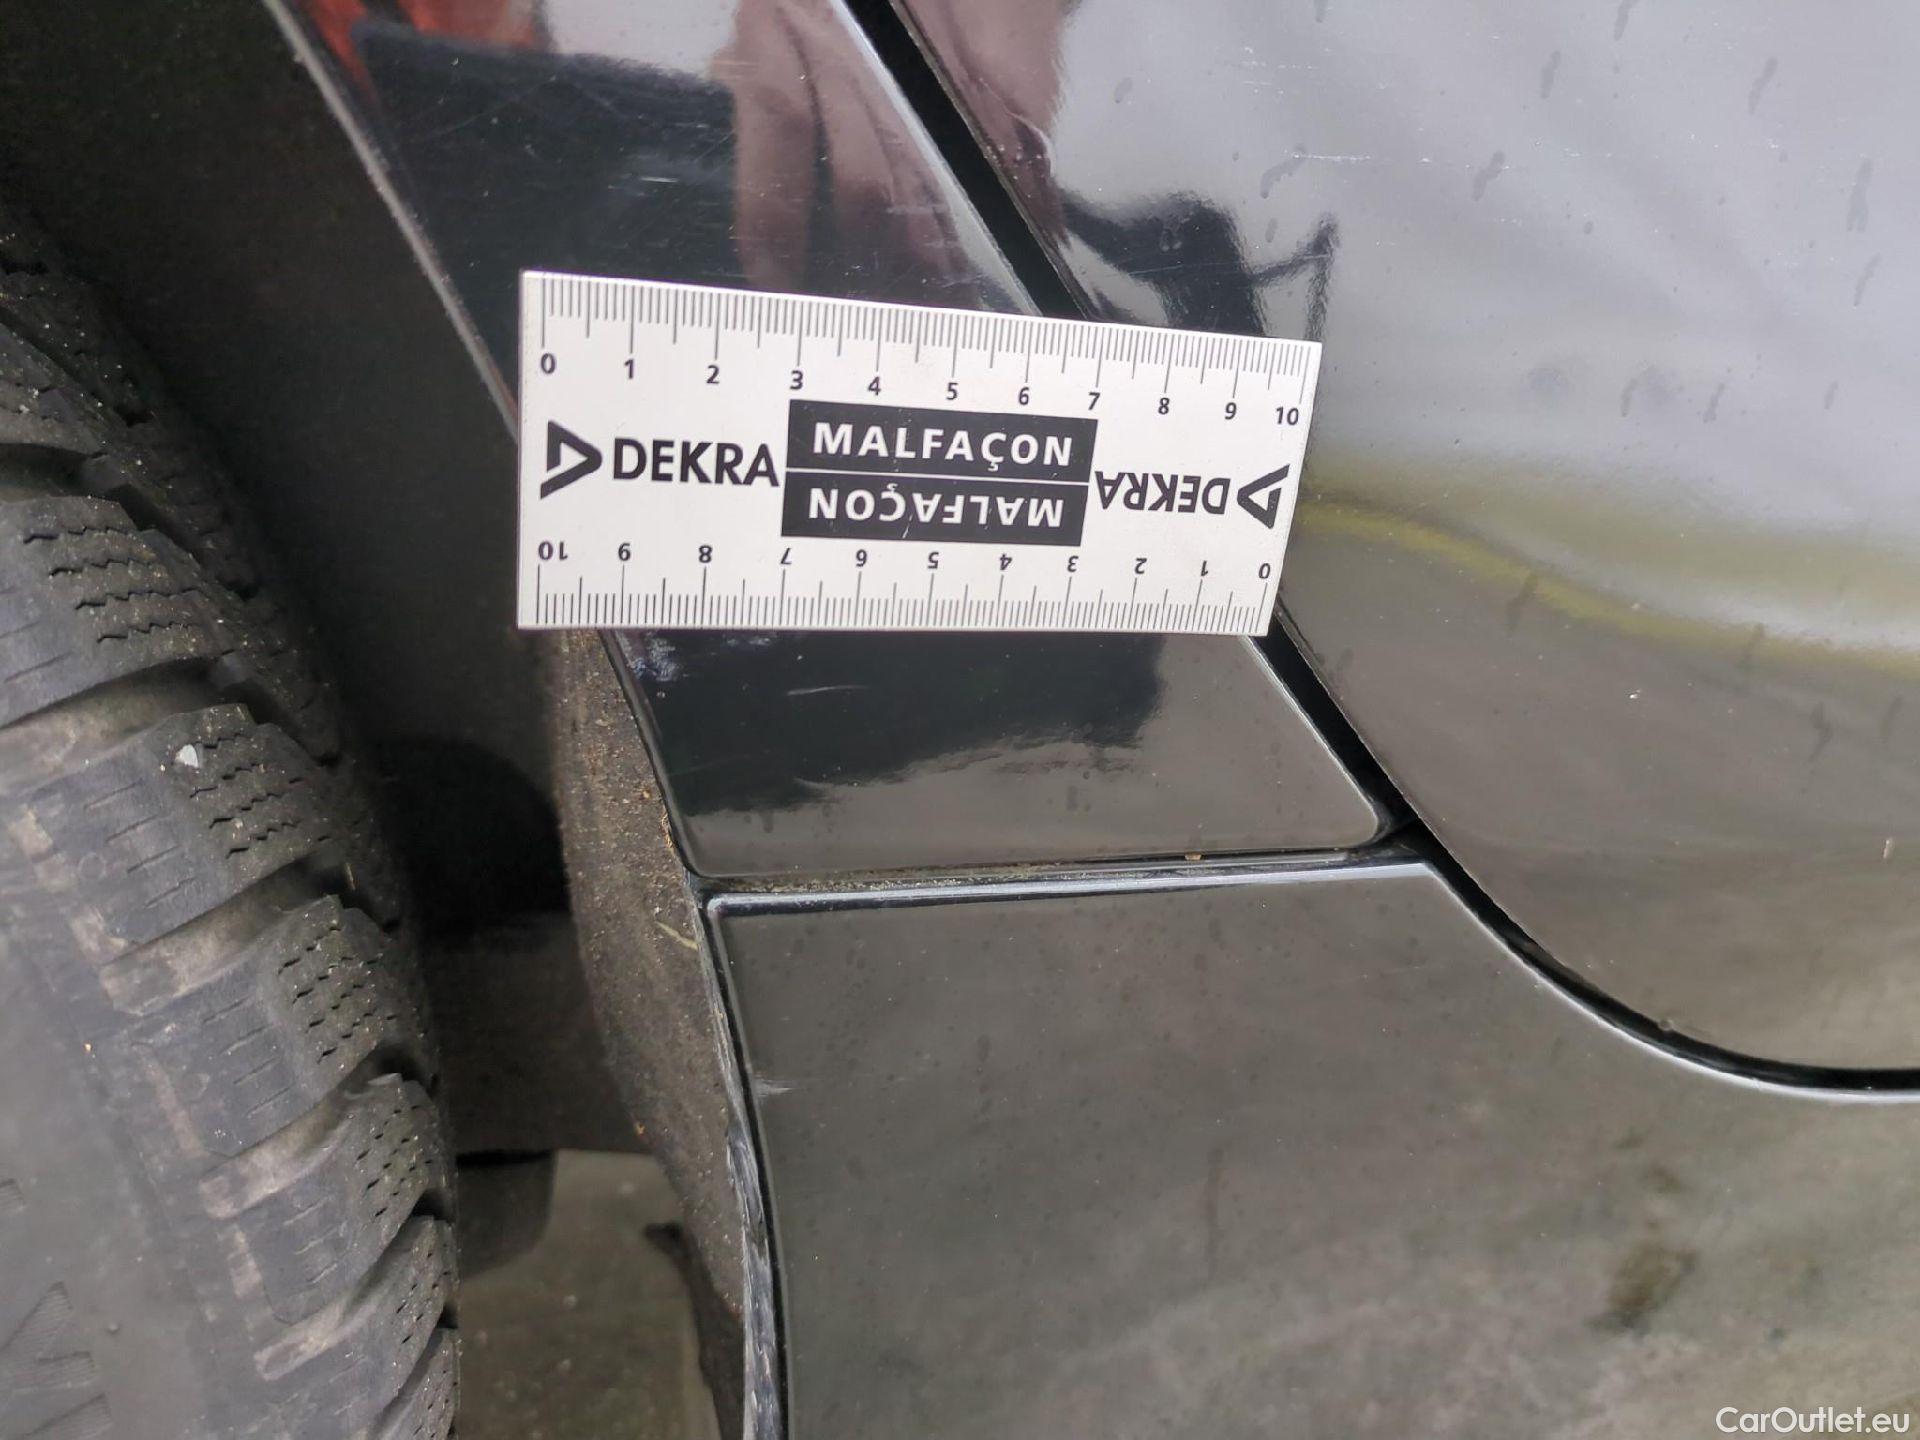 0 1 2 3 4 5 6 7 8 9 10
DEKRA MALFAÇON
MALFAÇON DEKRA
10 9 8 7 6 5 4 3 2 1 0
CarOutlet.eu